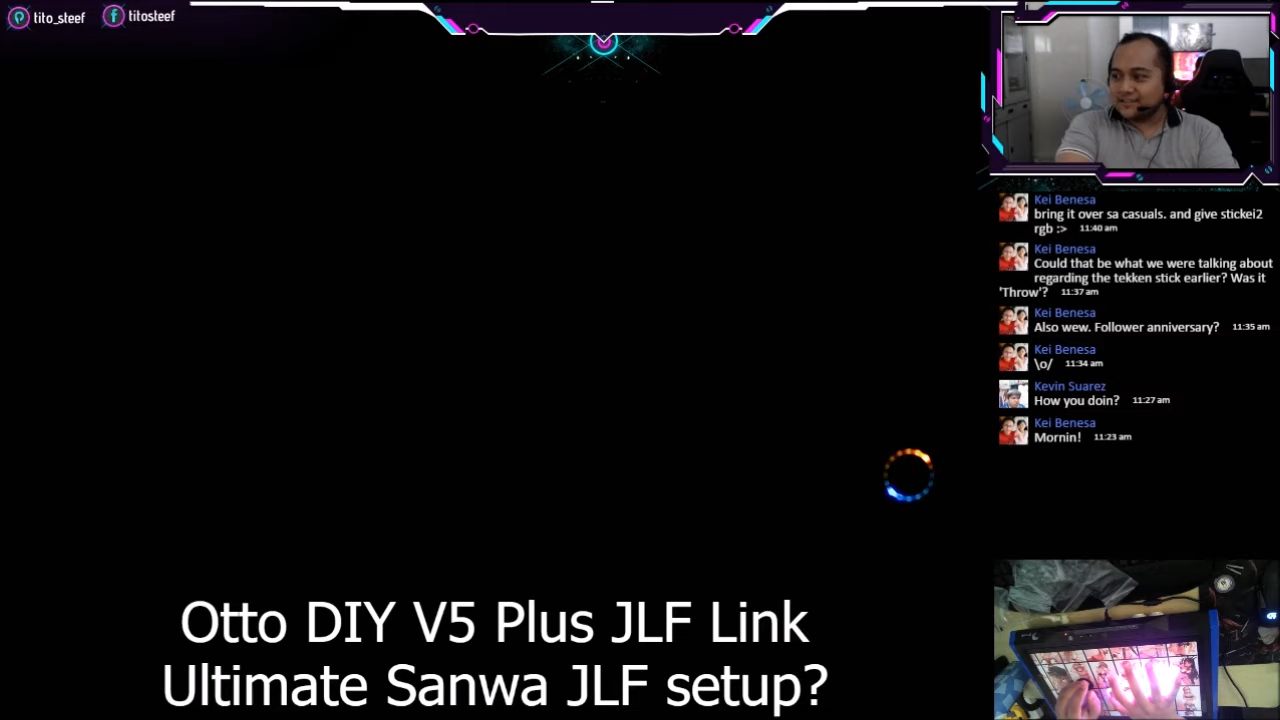 tito_steef
titosteef
Kei Benesa
bring it over sa casuals. and give stickei2
rgb :> 11:40 am
Kei Benesa
Could that be what we were talking about
regarding the tekken stick earlier? Was it
'Throw'? 11:37 am
Kei Benesa
Also wew. Follower anniversary? 11:35 am
Kei Benesa
\o/ 11:34 am
Kevin Suarez
How you doin? 11:27 am
Kei Benesa
Mornin! 11:23 am
Otto DIY V5 Plus JLF Link
Ultimate Sanwa JLF setup?